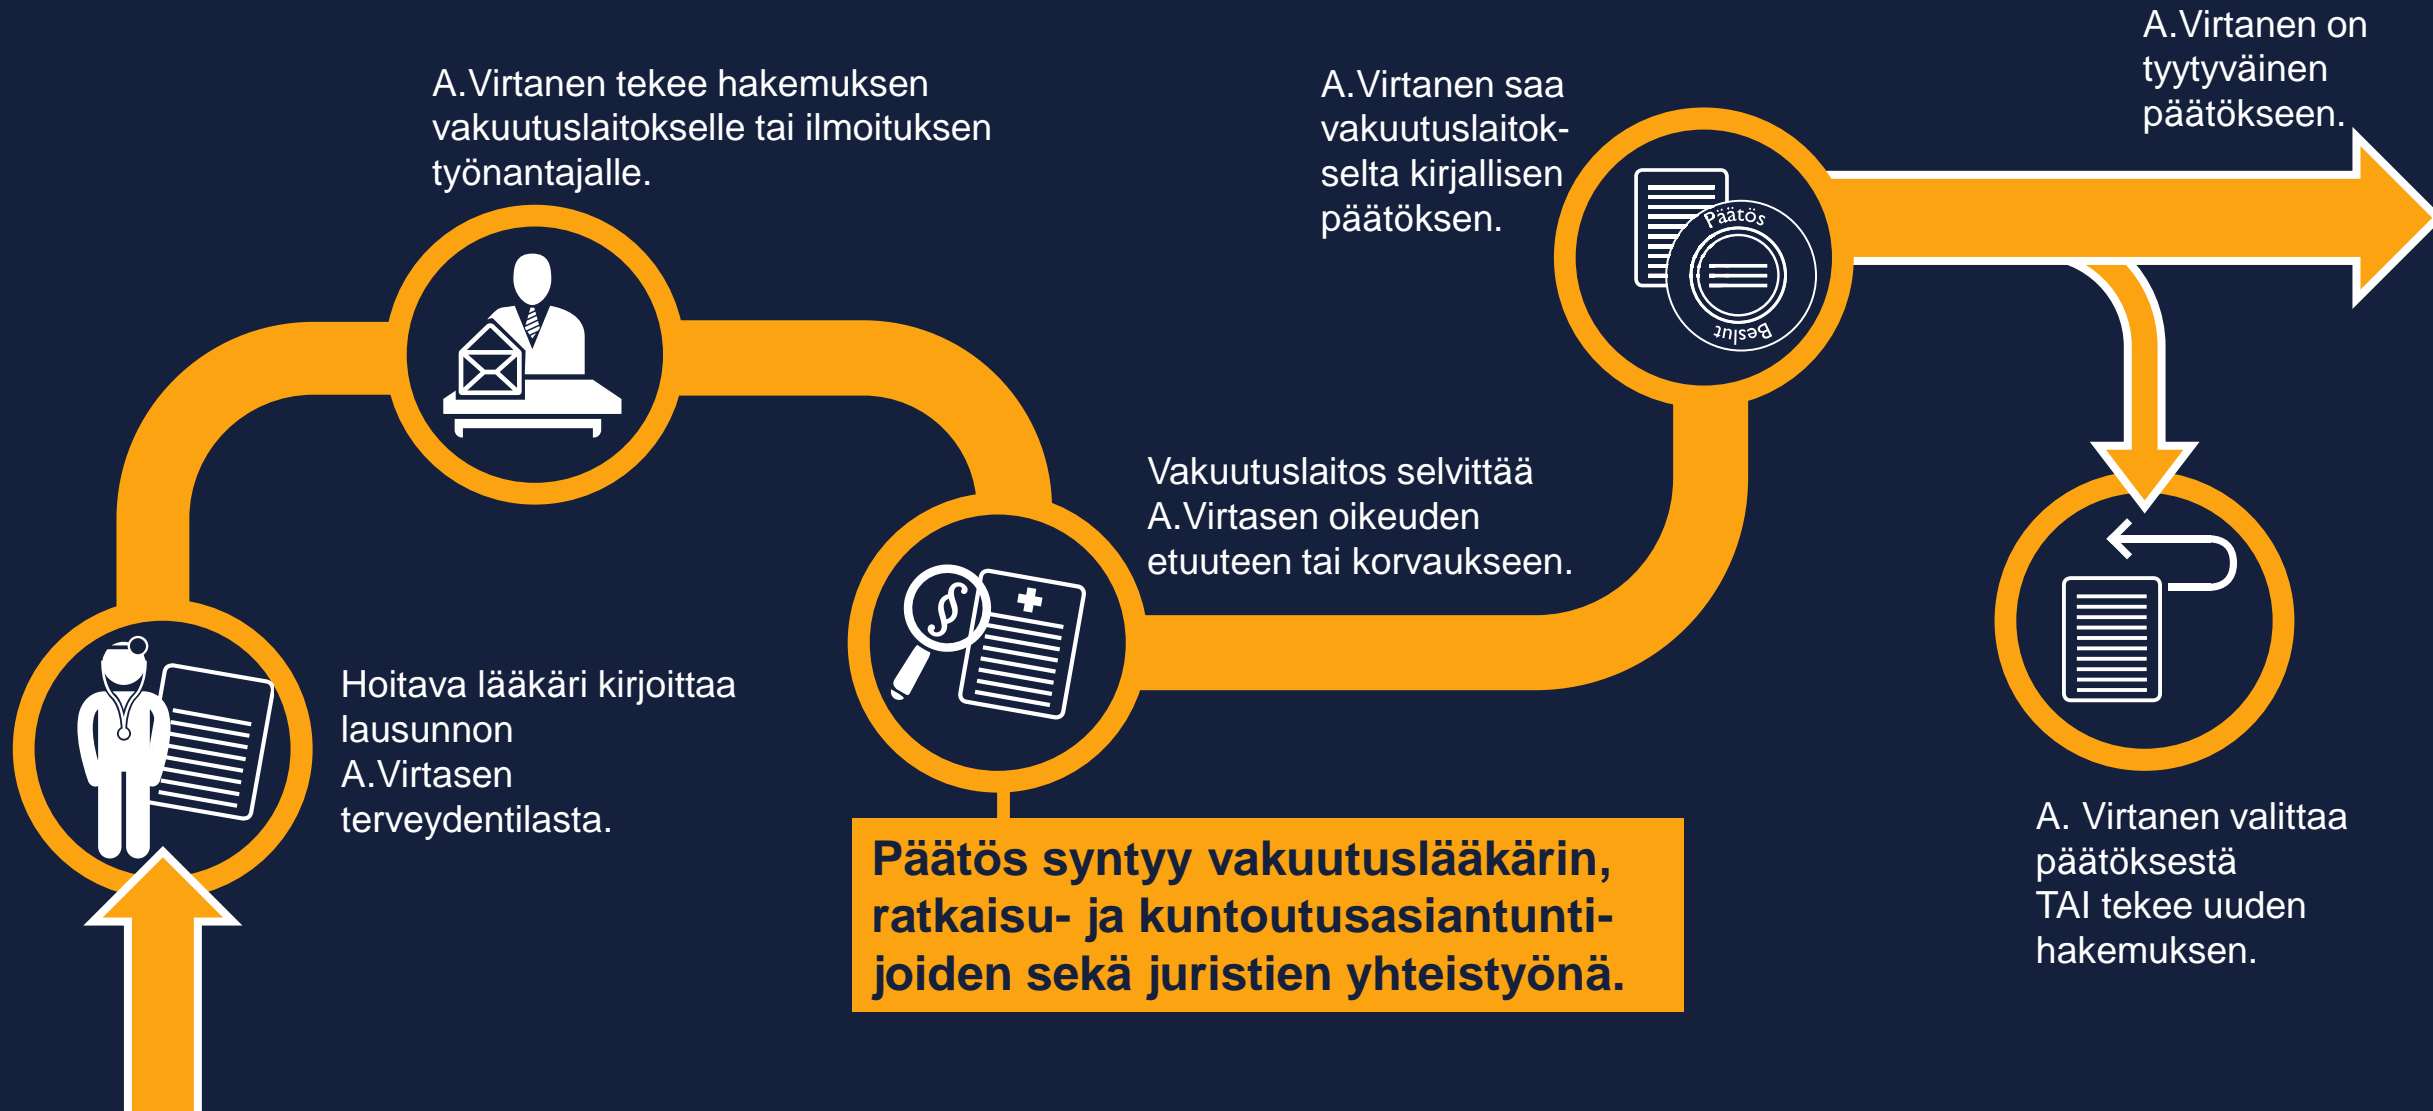 Hoitava lääkäri kirjoittaa
lausunnon
A.Virtasen
terveydentilasta.
A.Virtanen tekee hakemuksen
vakuutuslaitokselle tai ilmoituksen
työnantajalle.
Vakuutuslaitos selvittää
A.Virtasen oikeuden
etuuteen tai korvaukseen.
§
Päätös syntyy vakuutuslääkärin,
ratkaisu- ja kuntoutusasiantunti-
joiden sekä juristien yhteistyönä.
A.Virtanen saa
vakuutuslaitok-
selta kirjallisen
päätöksen.
Päätös
Beslut
A.Virtanen on
tyytyväinen
päätökseen.
A. Virtanen valittaa
päätöksestä
TAI tekee uuden
hakemuksen.